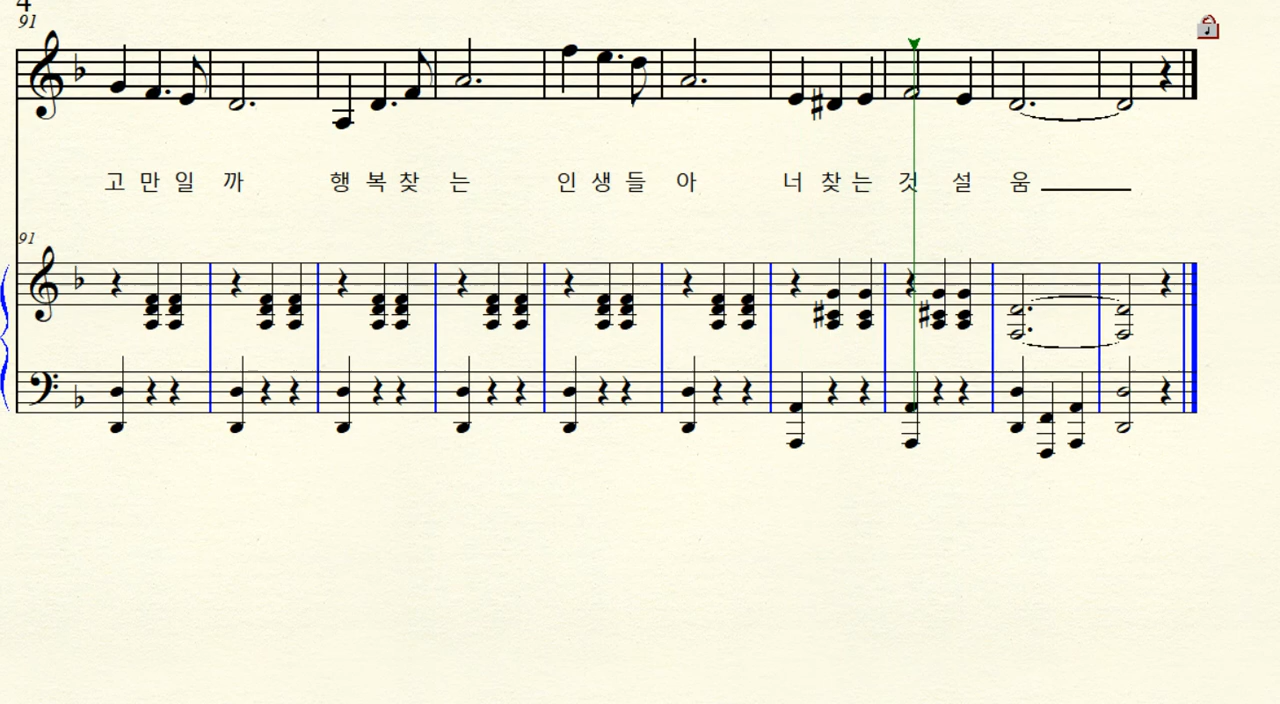 4
91
고 만 일 까 행 복 찾 는 인 생 들 아 너 찾 는 것 설 움
91